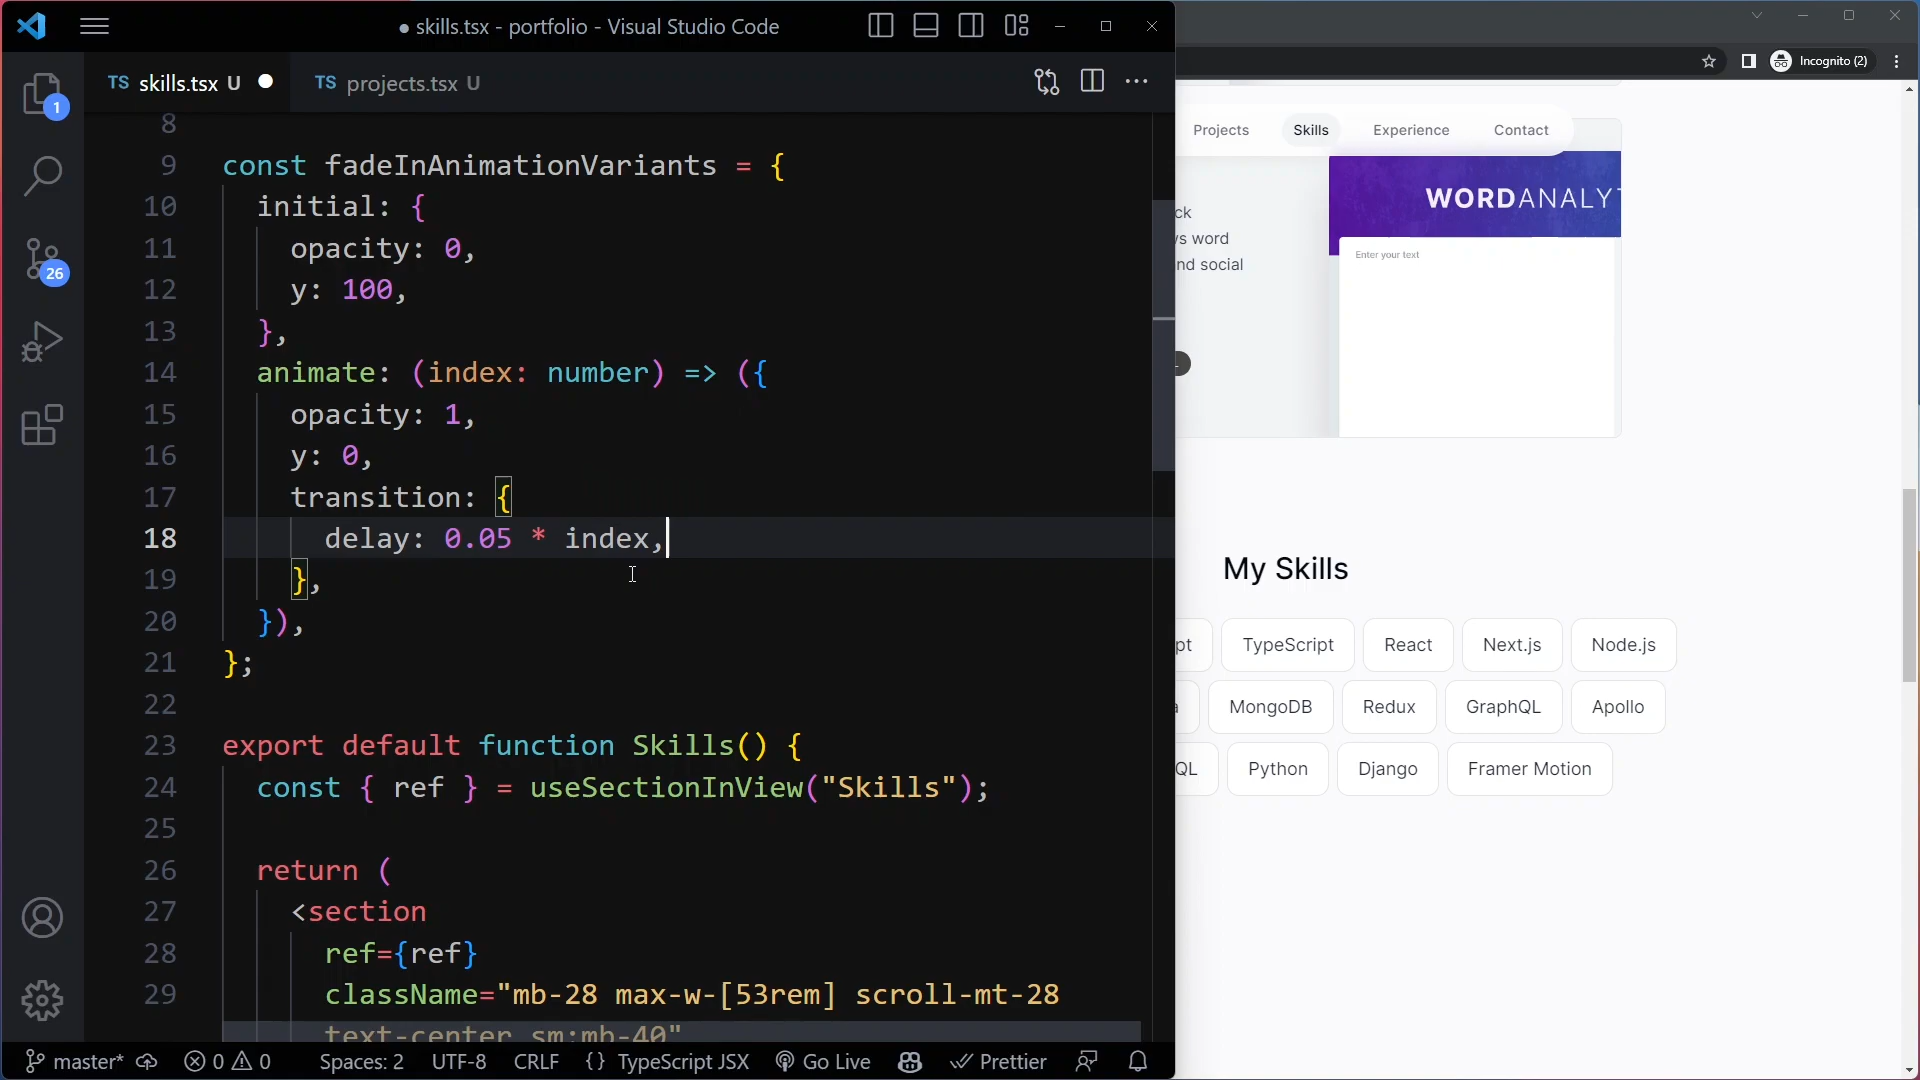 ● skills.tsx - portfolio - Visual Studio Code
TS skills.tsx U ●
TS projects.tsx U
1
26
8
9 const fadeInAnimationVariants = {
10 initial: {
11 opacity: 0,
12 y: 100,
13 },
14 animate: (index: number) => ({
15 opacity: 1,
16 y: 0,
17 transition: {
18 delay: 0.05 * index,
19 },
20 }),
21 };
22
23 export default function Skills() {
24 const { ref } = useSectionInView("Skills");
25
26 return (
27 <section
28 ref={ref}
29 className="mb-28 max-w-[53rem] scroll-mt-28
text-center sm:mb-40"
master* 0 0 Spaces: 2 UTF-8 CRLF {} TypeScript JSX Go Live Prettier
Incognito (2)
Projects Skills Experience Contact
WORDANALYT
Enter your text
ck
vs word
nd social
My Skills
pt TypeScript React Next.js Node.js
a MongoDB Redux GraphQL Apollo
QL Python Django Framer Motion